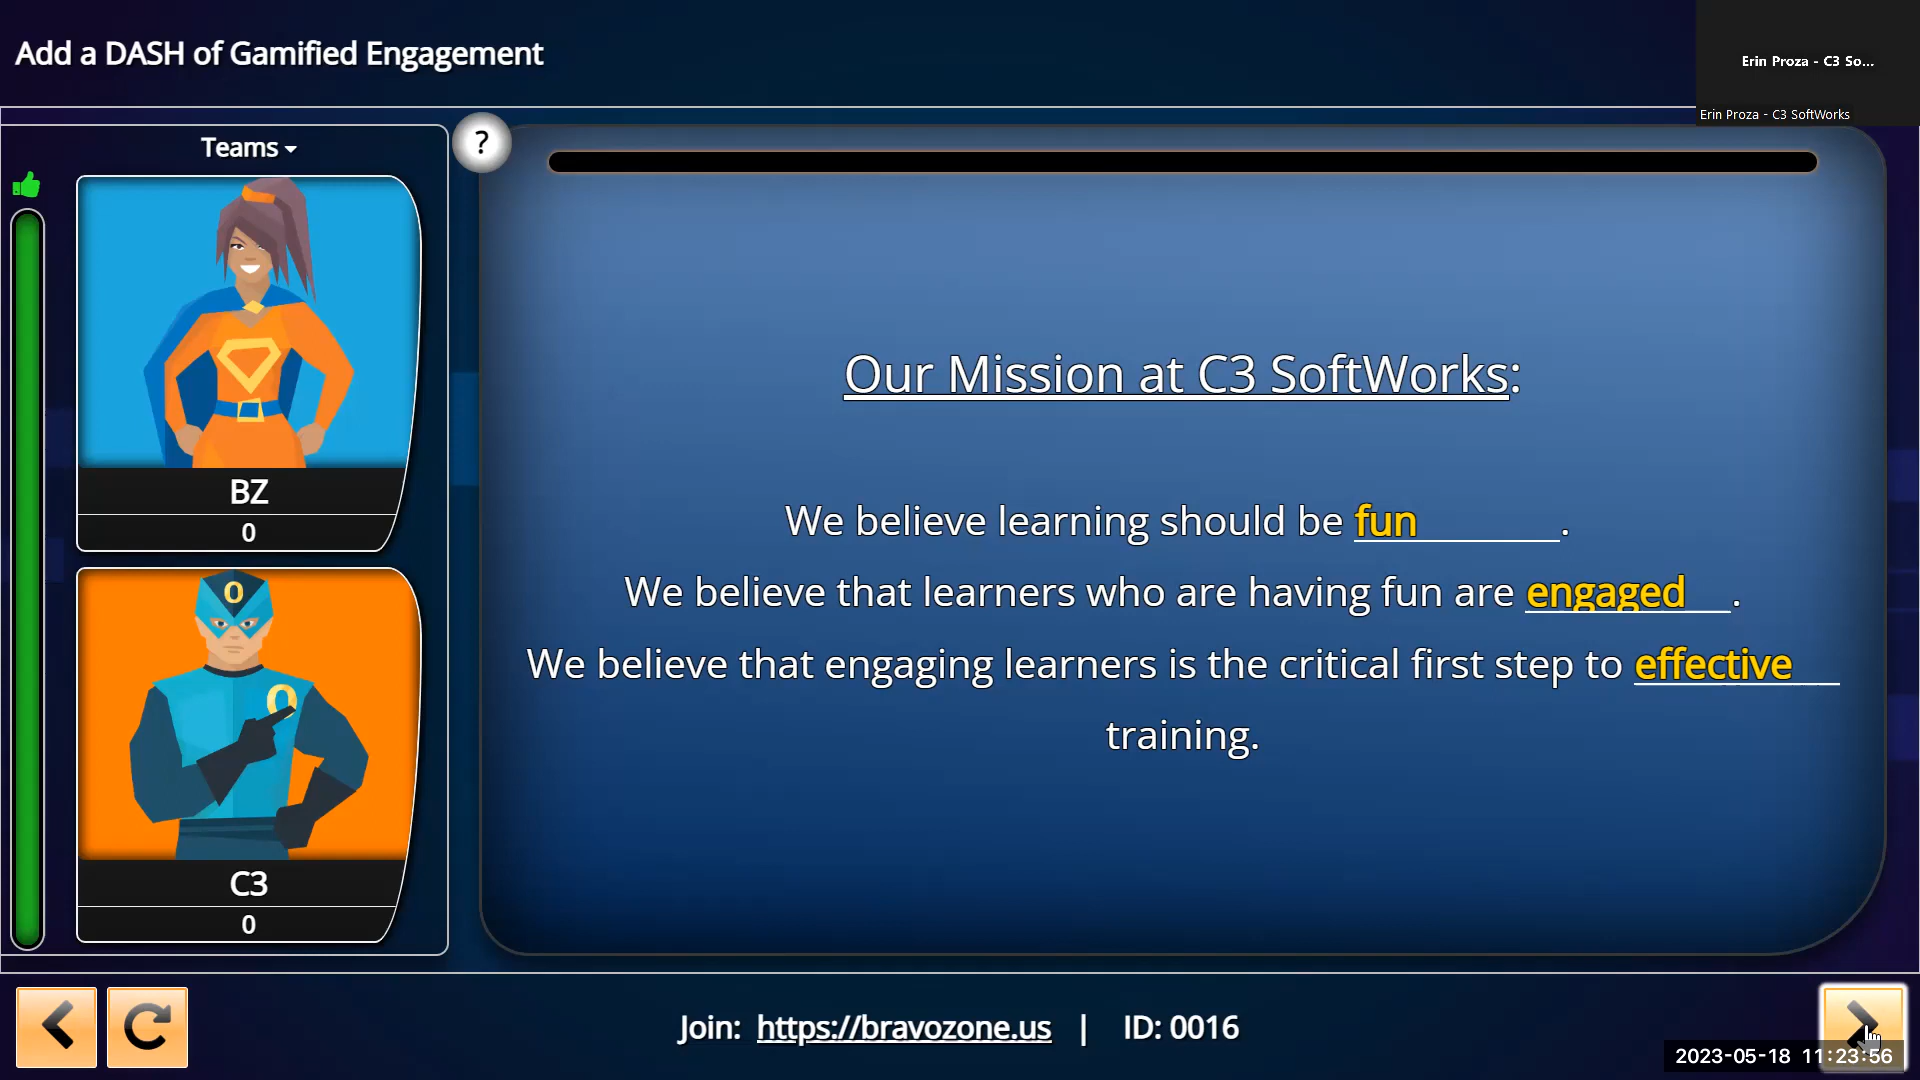 Add a DASH of Gamified Engagement
Erin Proza - C3 So...
Erin Proza - C3 SoftWorks
Teams
?
BZ
0
0
0
C3
0
Our Mission at C3 SoftWorks:
We believe learning should be fun.
We believe that learners who are having fun are engaged.
We believe that engaging learners is the critical first step to effective
training.
Join: https://bravozone.us | ID: 0016
2023-05-18 11:23:56